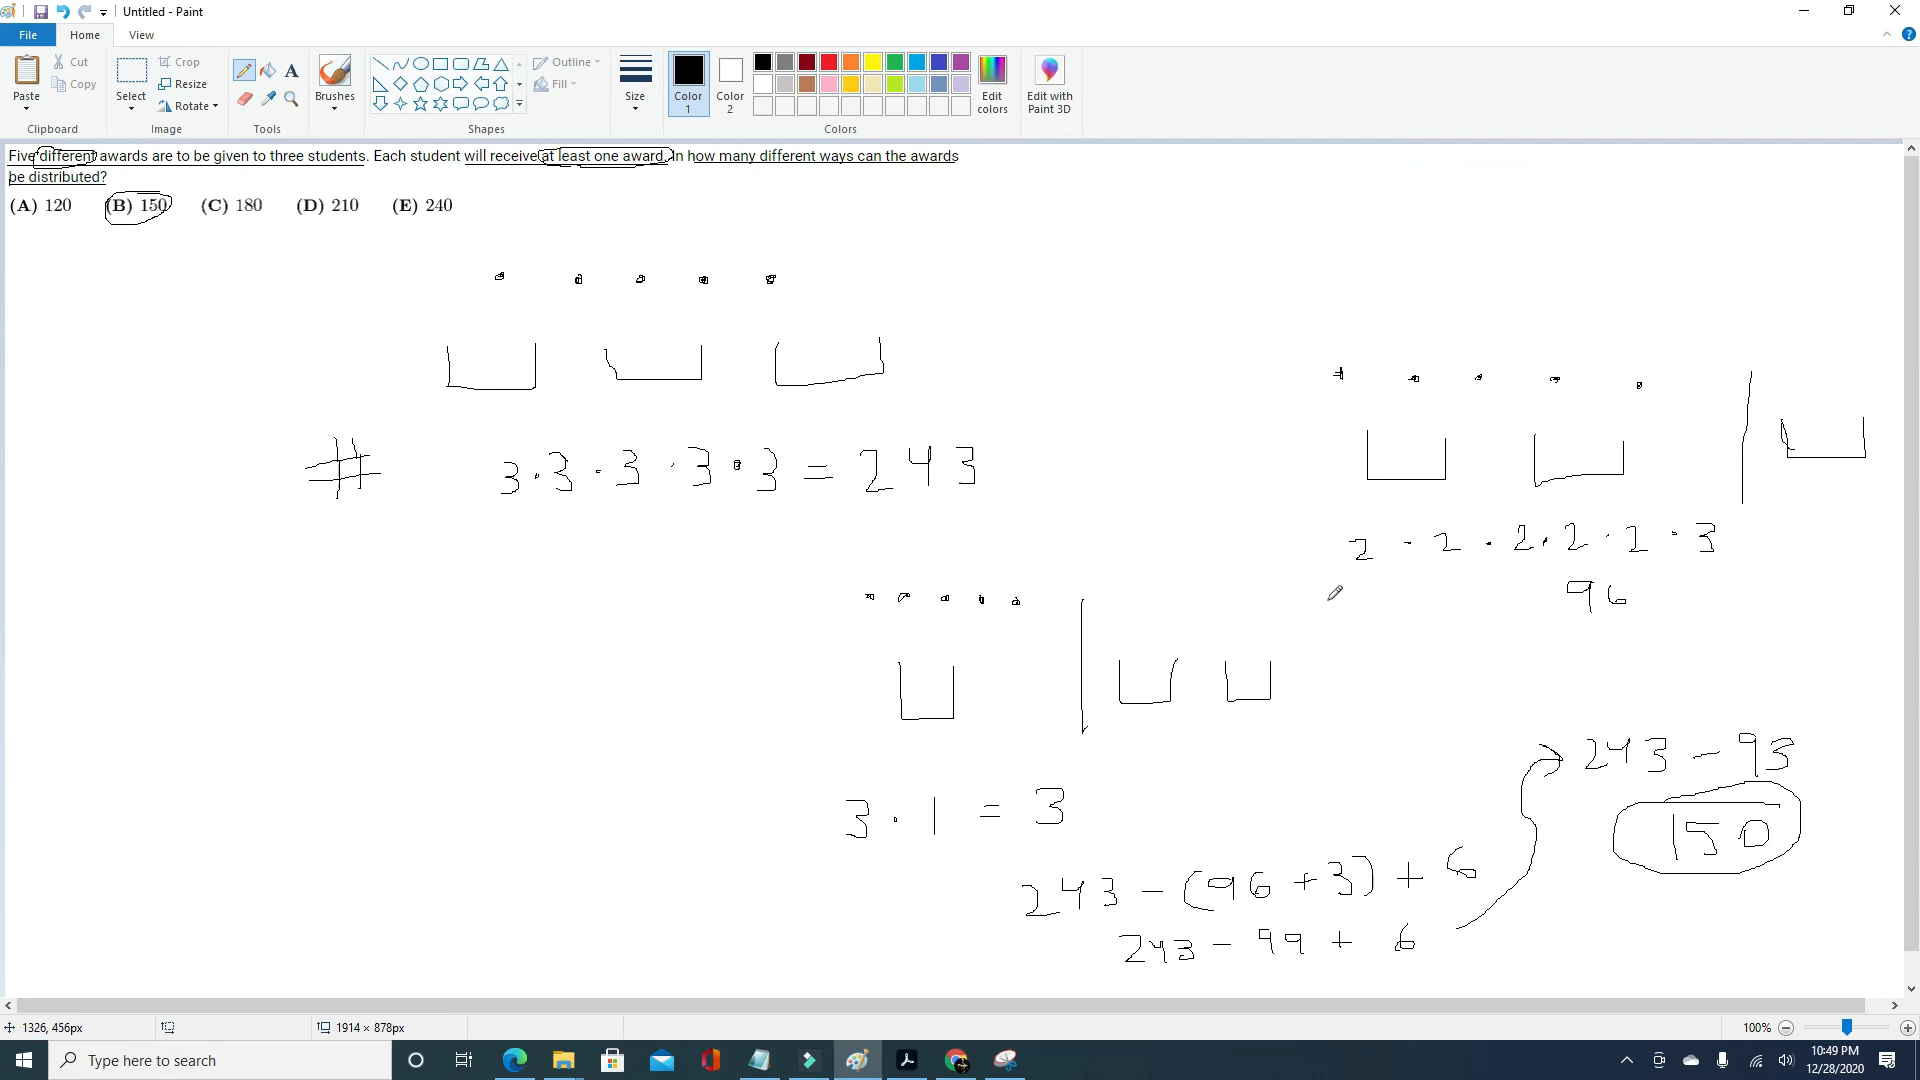 Untitled - Paint
File Home View
Paste Cut Copy Clipboard
Select Crop Resize Rotate Image
Tools
Brushes
Shapes Outline Fill
Size
Color 1 Color 2 Edit colors Colors
Edit with Paint 3D
Five different awards are to be given to three students. Each student will receive at least one award. In how many different ways can the awards
be distributed?
(A) 120 (B) 150 (C) 180 (D) 210 (E) 240
# 3 · 3 · 3 · 3 · 3 = 243
2 · 2 · 2 · 2 · 2 · 3
96
243 - 93
150
3 · 1 = 3
243 - (96 + 3) + 6
243 - 99 + 6
1326, 456px 1914 × 878px 100%
Type here to search
10:49 PM
12/28/2020